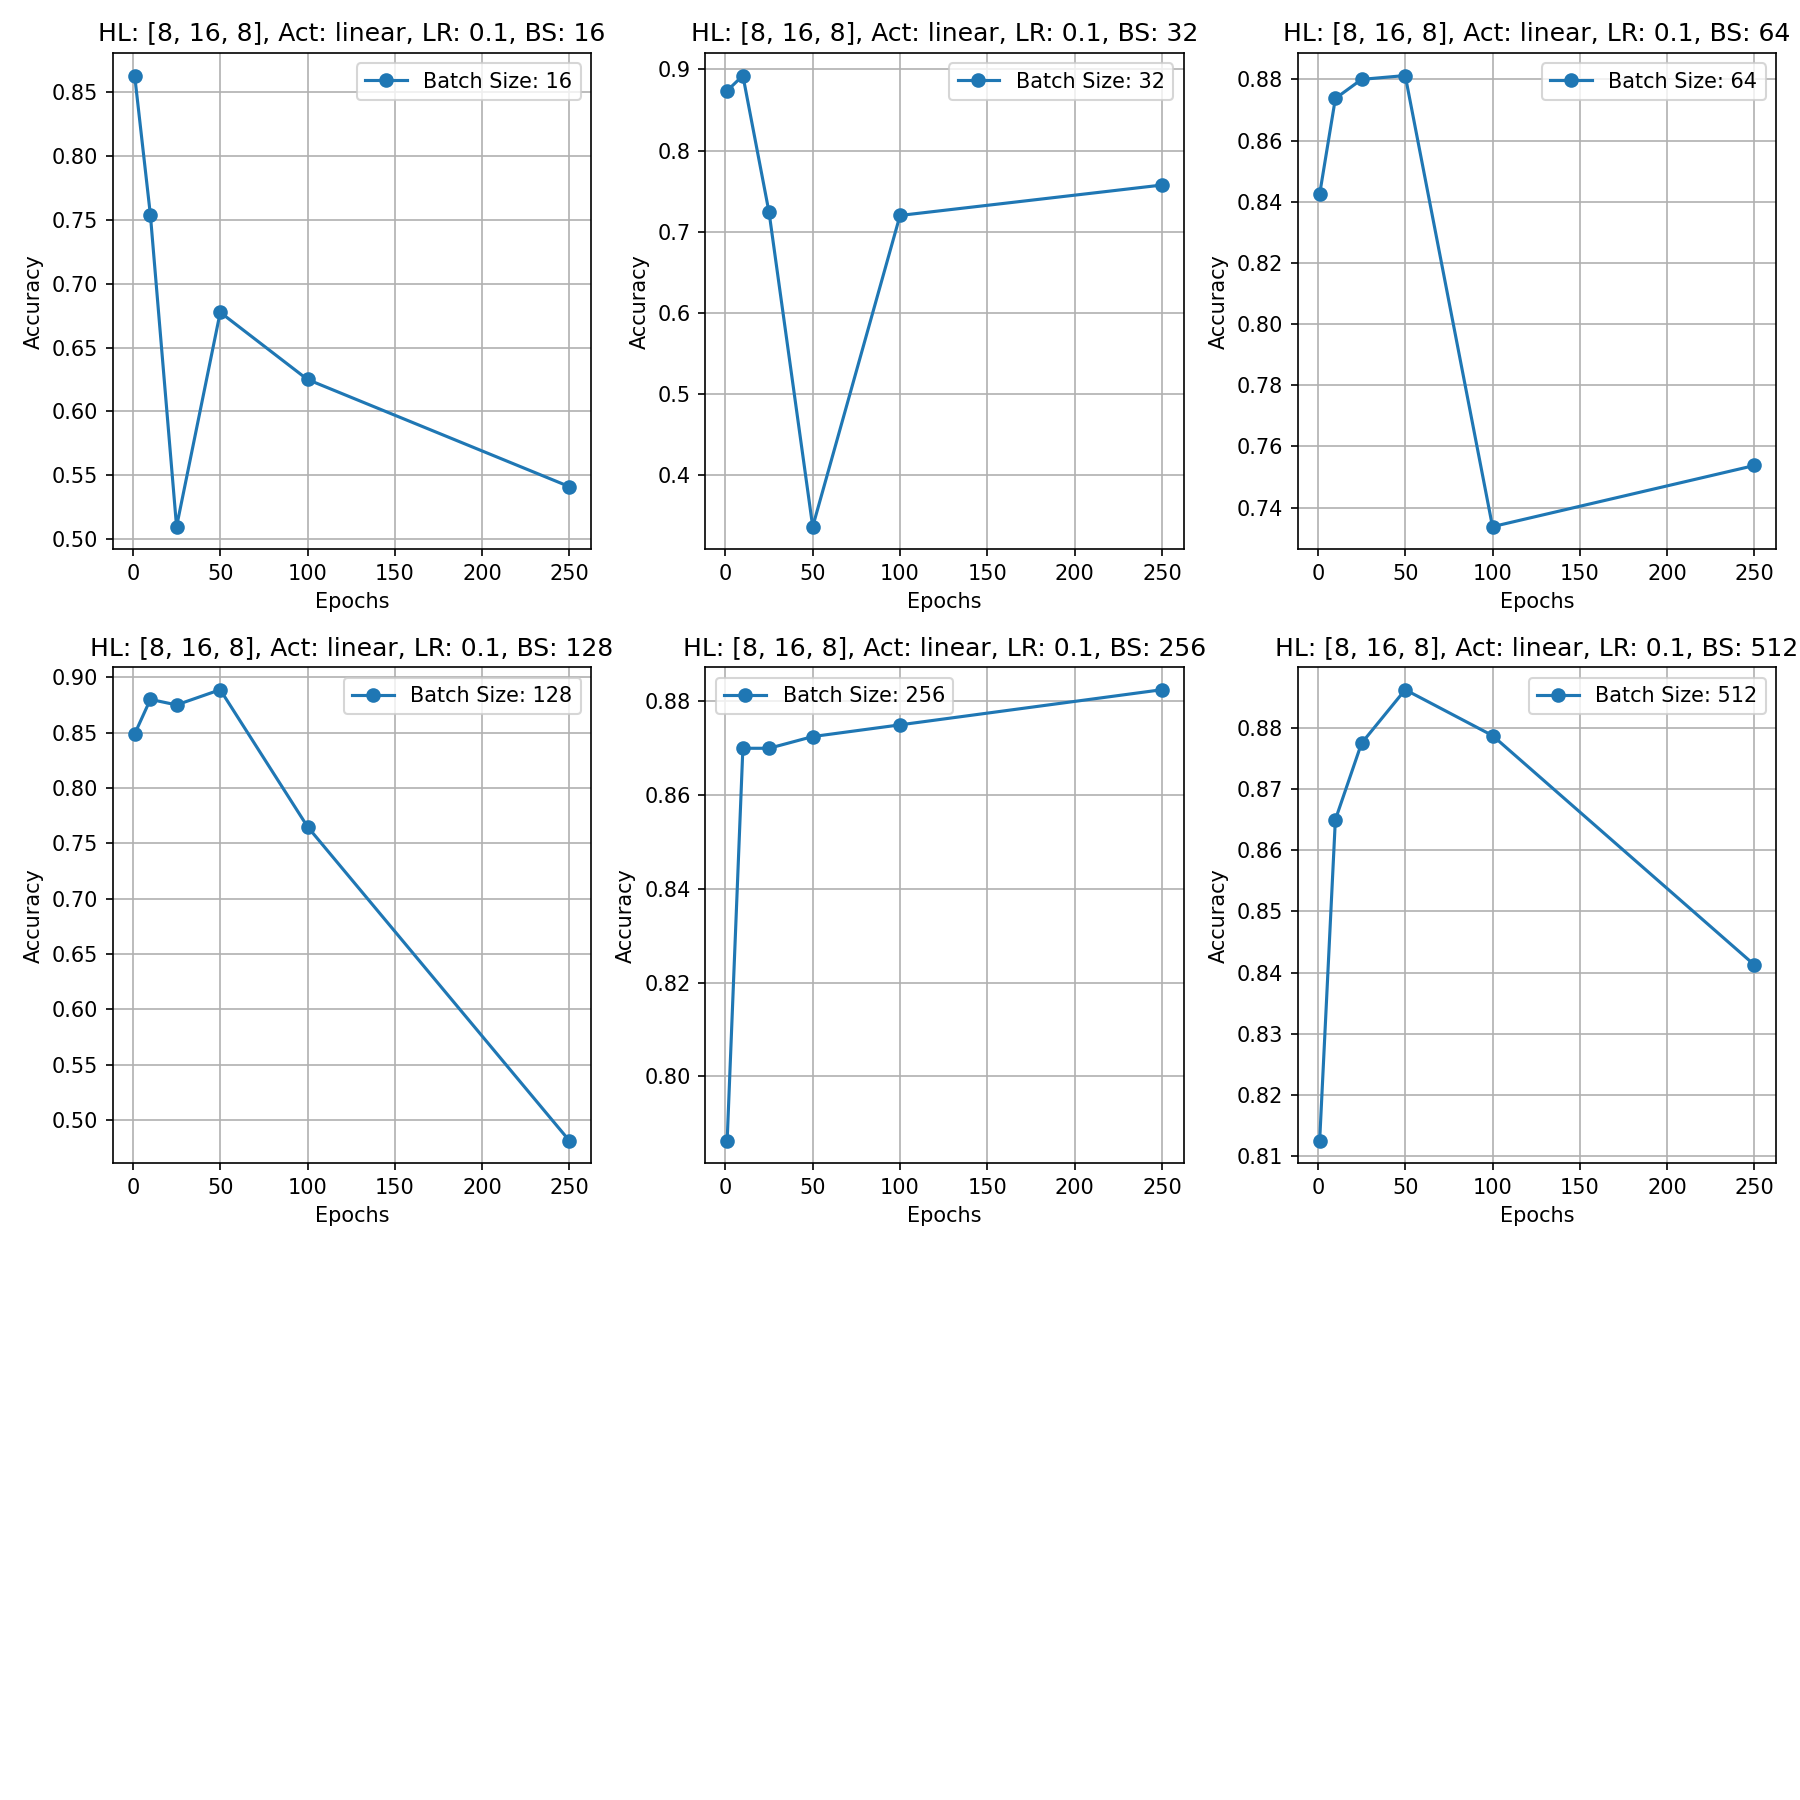 HL: [8, 16, 8], Act: linear, LR: 0.1, BS: 16
Batch Size: 16
Accuracy
0.85
0.80
0.75
0.70
0.65
0.60
0.55
0.50
0 50 100 150 200 250
Epochs
HL: [8, 16, 8], Act: linear, LR: 0.1, BS: 32
Batch Size: 32
Accuracy
0.9
0.8
0.7
0.6
0.5
0.4
0 50 100 150 200 250
Epochs
HL: [8, 16, 8], Act: linear, LR: 0.1, BS: 64
Batch Size: 64
Accuracy
0.88
0.86
0.84
0.82
0.80
0.78
0.76
0.74
0 50 100 150 200 250
Epochs
HL: [8, 16, 8], Act: linear, LR: 0.1, BS: 128
Batch Size: 128
Accuracy
0.90
0.85
0.80
0.75
0.70
0.65
0.60
0.55
0.50
0 50 100 150 200 250
Epochs
HL: [8, 16, 8], Act: linear, LR: 0.1, BS: 256
Batch Size: 256
Accuracy
0.88
0.86
0.84
0.82
0.80
0 50 100 150 200 250
Epochs
HL: [8, 16, 8], Act: linear, LR: 0.1, BS: 512
Batch Size: 512
Accuracy
0.88
0.87
0.86
0.85
0.84
0.83
0.82
0.81
0 50 100 150 200 250
Epochs